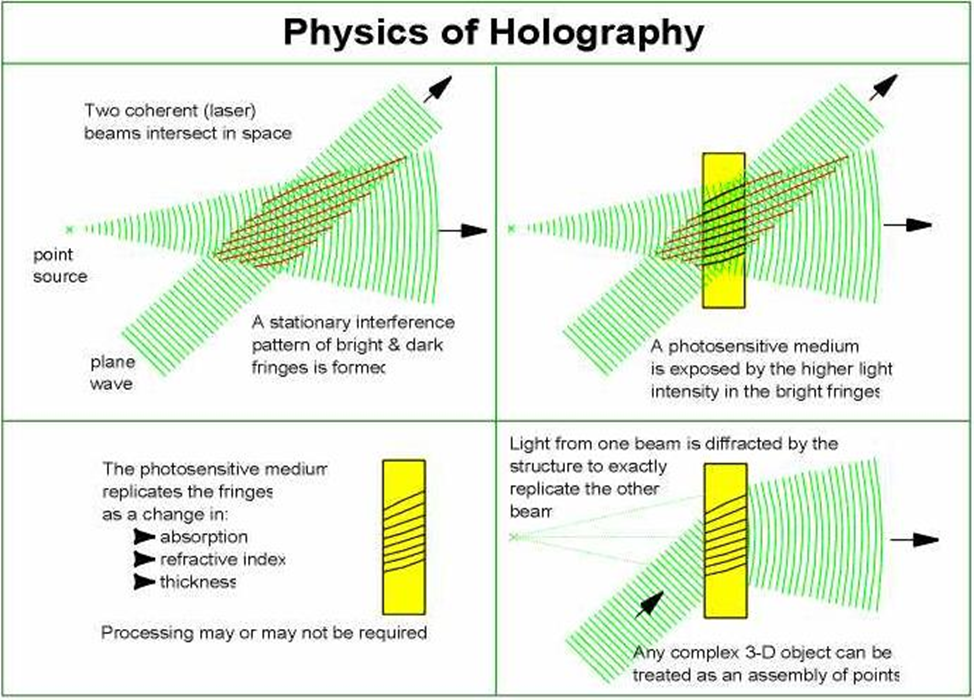 Physics of Holography
Two coherent (laser)
beams intersect in space
point
source
plane
wave
A stationary interference
pattern of bright & dark
fringes is formed
A photosensitive medium
is exposed by the higher light
intensity in the bright fringes
The photosensitive medium
replicates the fringes
as a change in:
absorption
refractive index
thickness
Processing may or may not be required
Light from one beam is diffracted by the
structure to exactly
replicate the other
beam
Any complex 3-D object can be
treated as an assembly of points